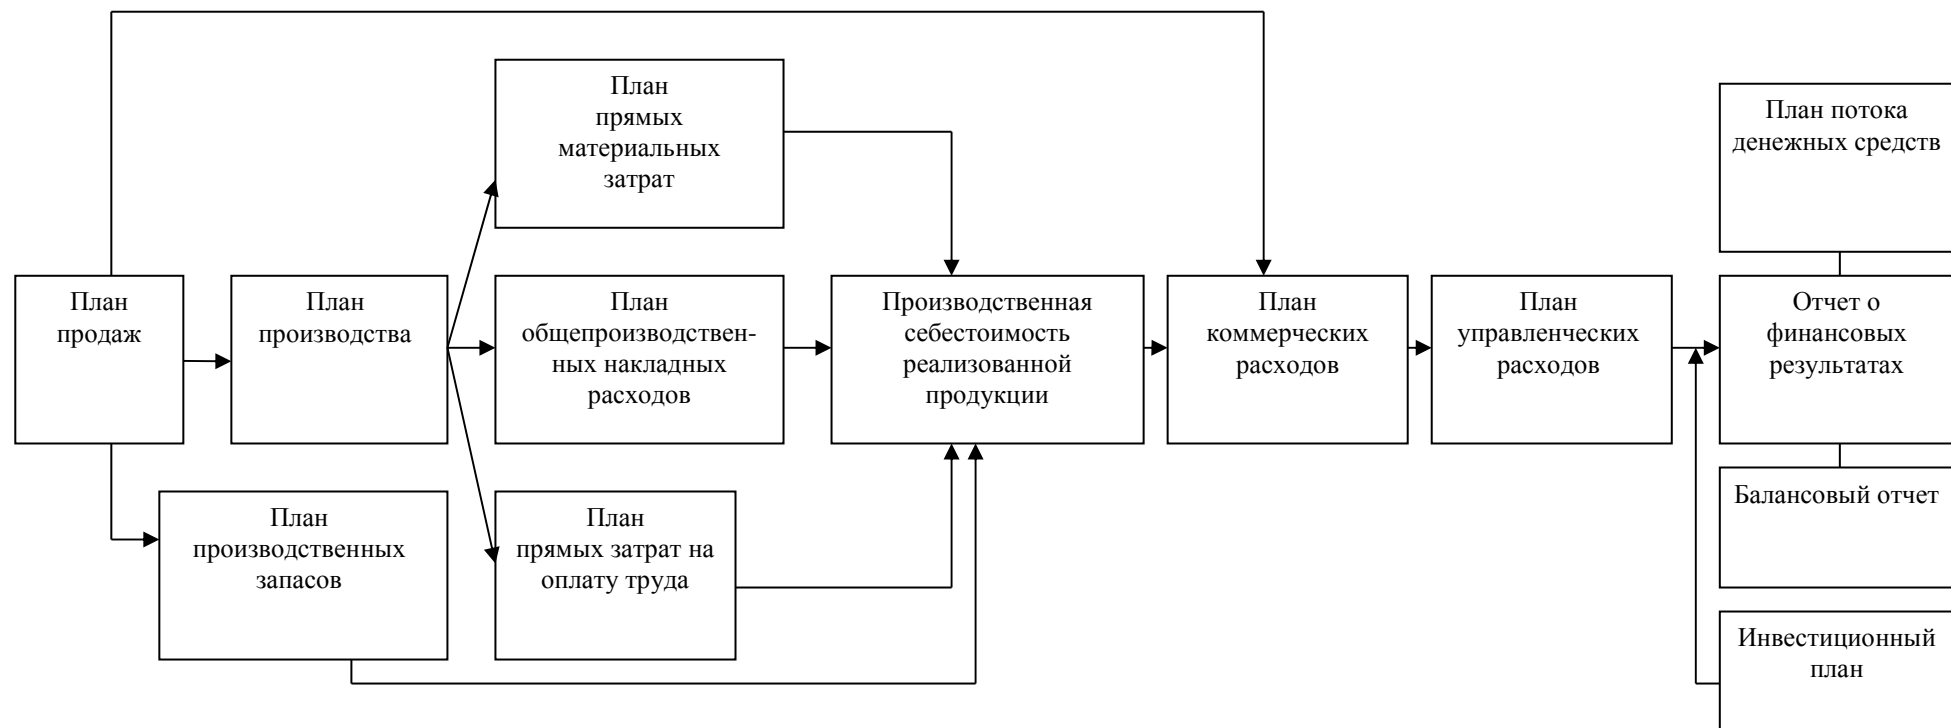 План
прямых
материальных
затрат
План потока
денежных средств
План
продаж
План
производства
План
общепроизводствен-
ных накладных
расходов
Производственная
себестоимость
реализованной
продукции
План
коммерческих
расходов
План
управленческих
расходов
Отчет о
финансовых
результатах
План
производственных
запасов
План
прямых затрат на
оплату труда
Балансовый отчет
Инвестиционный
план